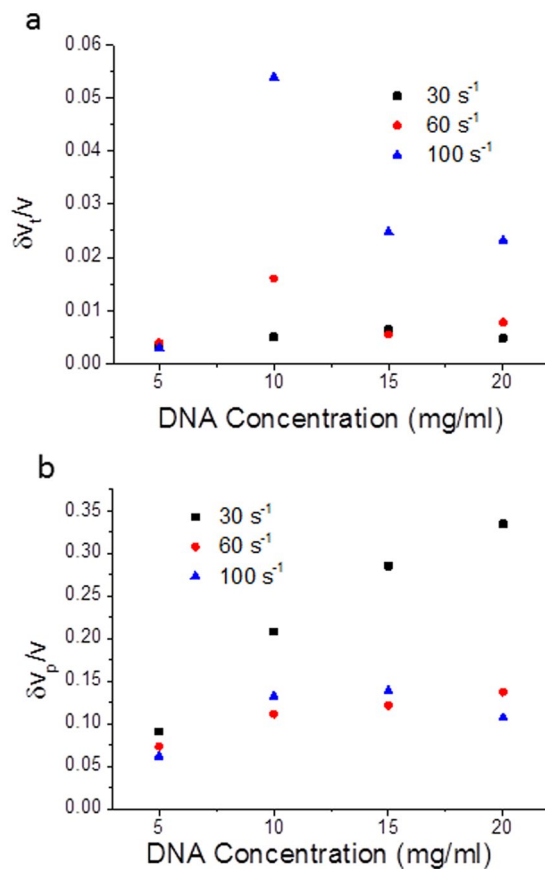 a
0.06
0.05
0.04
0.03
0.02
0.01
0.00
δvt/v
30 s-1
60 s-1
100 s-1
5 10 15 20
DNA Concentration (mg/ml)
b
0.35
0.30
0.25
0.20
0.15
0.10
0.05
0.00
δvp/v
30 s-1
60 s-1
100 s-1
5 10 15 20
DNA Concentration (mg/ml)